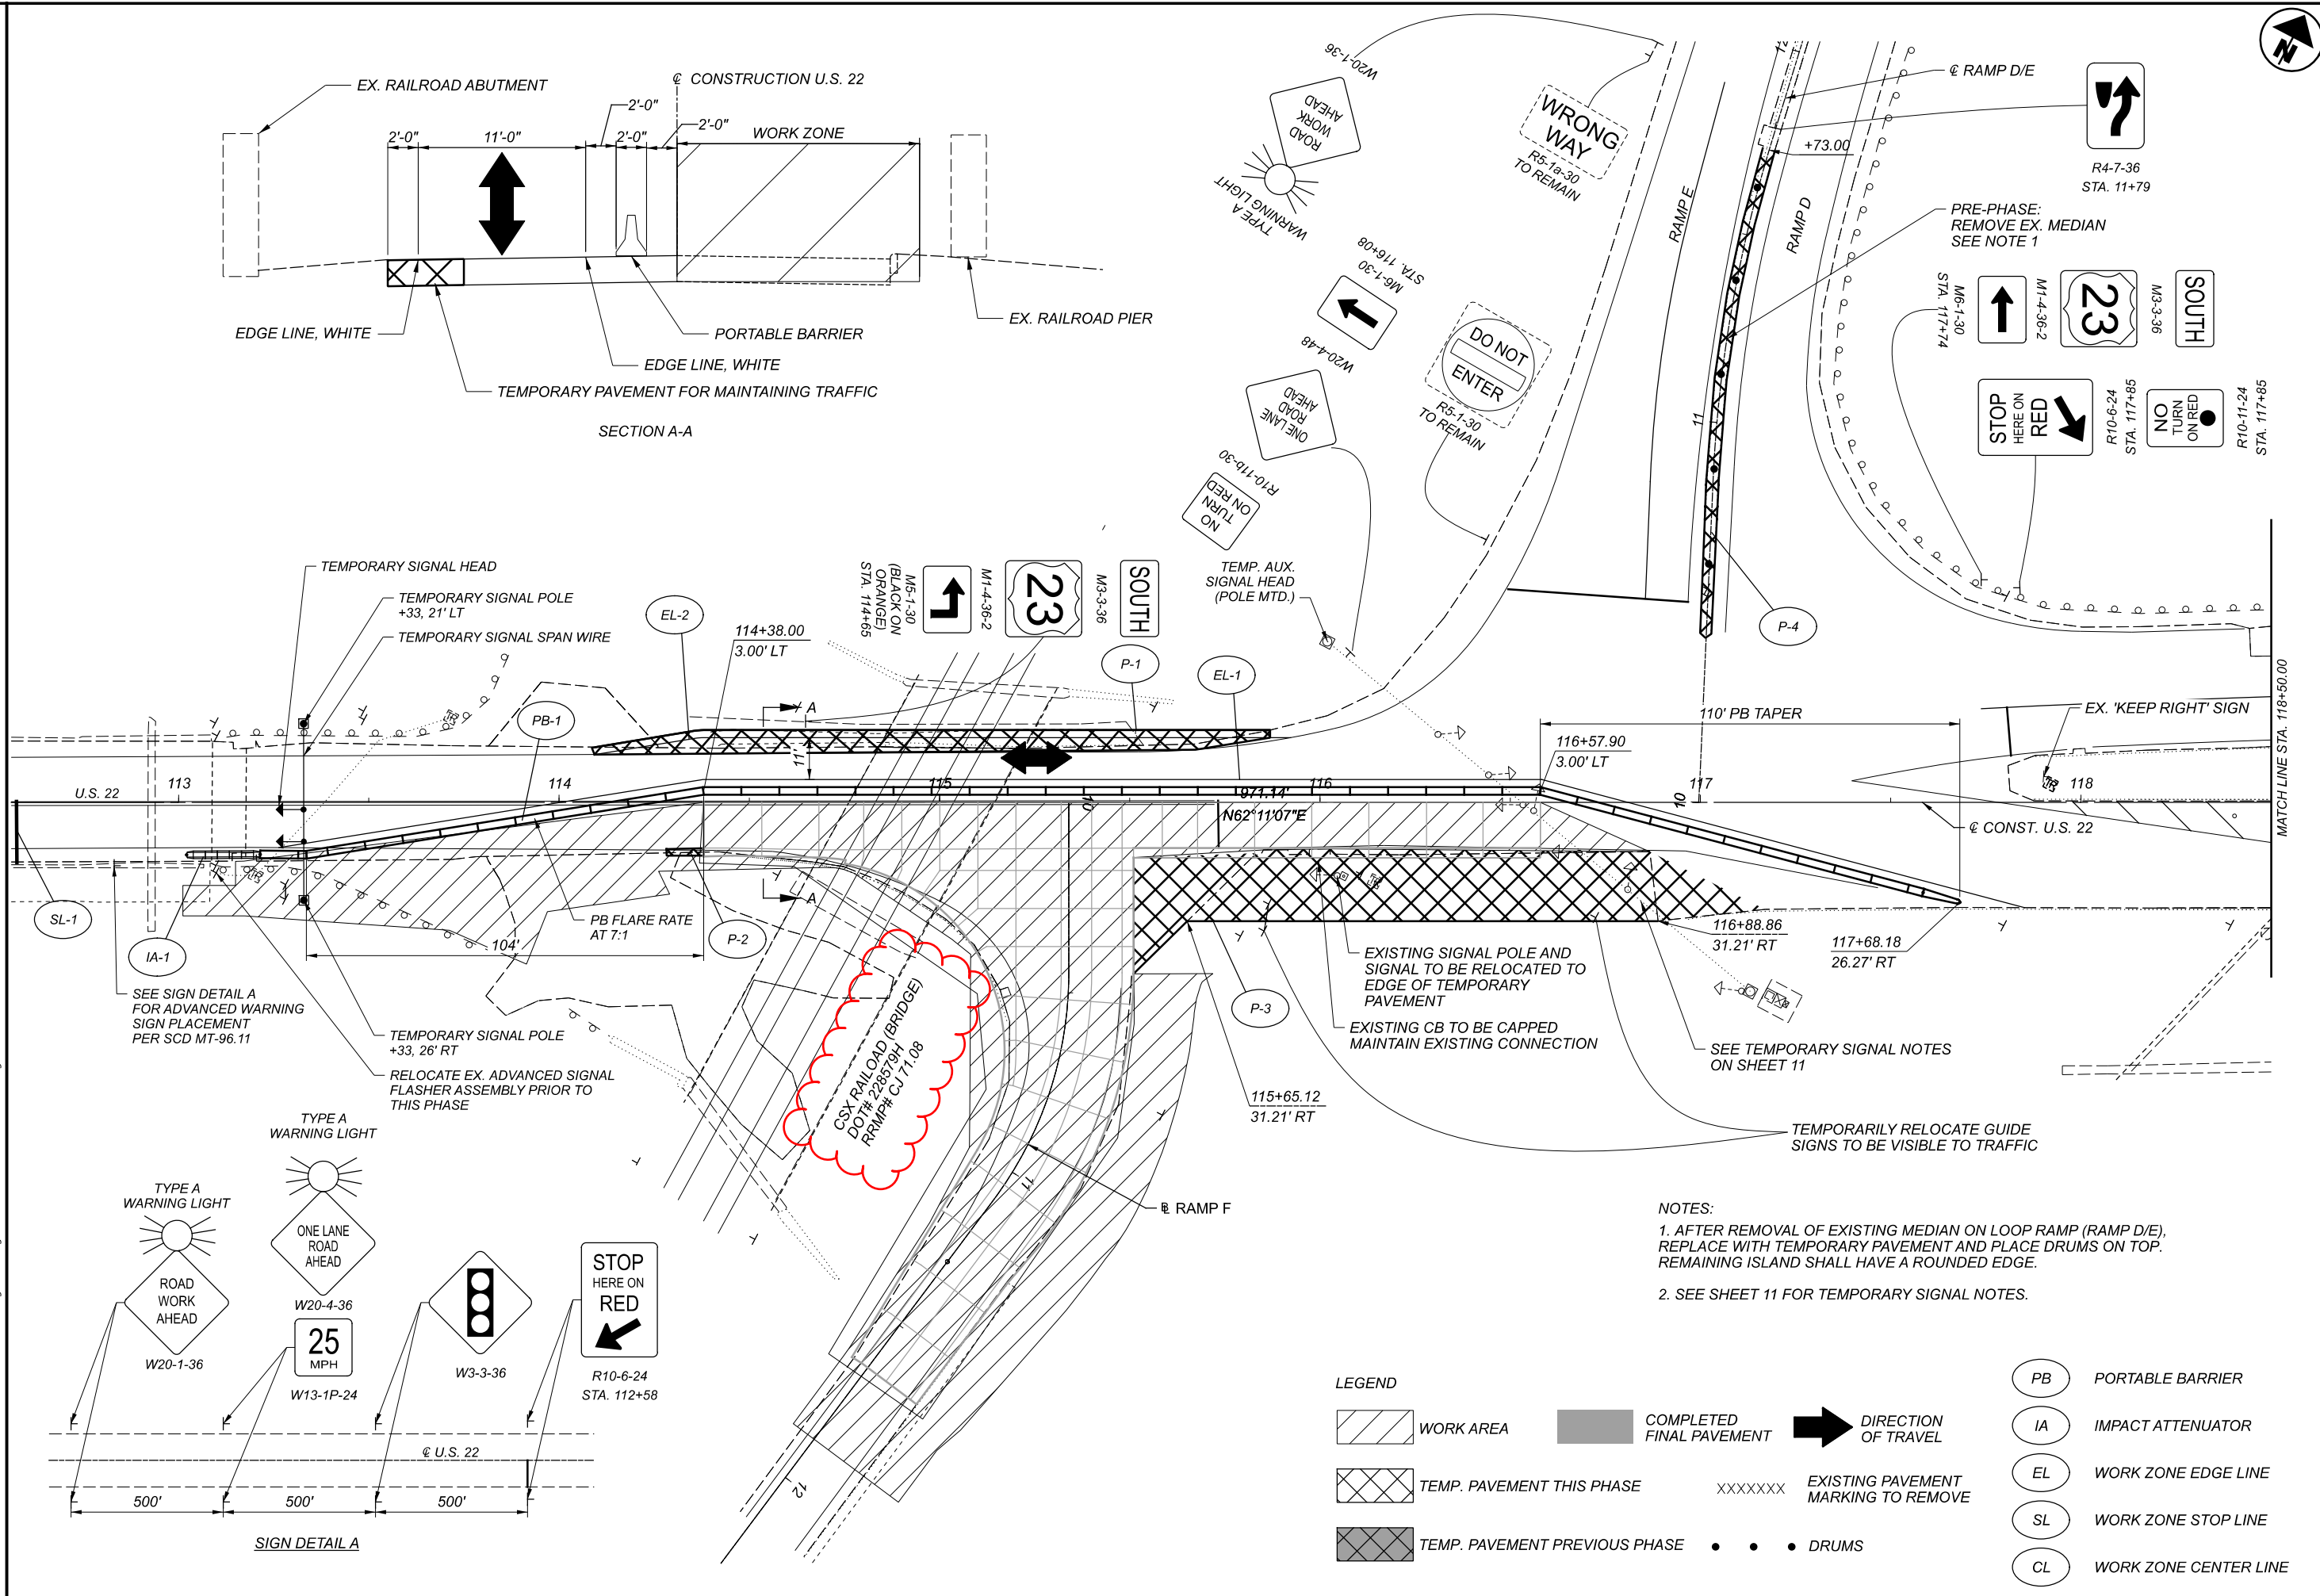 EX. RAILROAD ABUTMENT
℄ CONSTRUCTION U.S. 22
2'-0"
2'-0"
11'-0"
2'-0"
2'-0"
WORK ZONE
EDGE LINE, WHITE
PORTABLE BARRIER
EX. RAILROAD PIER
EDGE LINE, WHITE
TEMPORARY PAVEMENT FOR MAINTAINING TRAFFIC
SECTION A-A
W20-1-36
ROAD
WORK
AHEAD
TYPE A
WARNING LIGHT
WRONG
WAY
R5-1a-30
TO REMAIN
STA. 116+08
M6-1-30
W20-4-48
ONE LANE
ROAD
AHEAD
DO NOT
ENTER
R5-1-30
TO REMAIN
R10-11b-30
NO
TURN
ON RED
RAMP E
RAMP D
11
℄ RAMP D/E
+73.00
R4-7-36
STA. 11+79
PRE-PHASE:
REMOVE EX. MEDIAN
SEE NOTE 1
M6-1-30
STA. 117+74
M1-4-36-2
23
M3-3-36
SOUTH
STOP
HERE ON
RED
R10-6-24
STA. 117+85
NO
TURN
ON RED
R10-11-24
STA. 117+85
N
TEMPORARY SIGNAL HEAD
TEMPORARY SIGNAL POLE
+33, 21' LT
TEMPORARY SIGNAL SPAN WIRE
EL-2
114+38.00
3.00' LT
M5-1-30
(BLACK ON
ORANGE)
STA. 114+65
M1-4-36-2
23
M3-3-36
SOUTH
TEMP. AUX.
SIGNAL HEAD
(POLE MTD.)
P-1
EL-1
P-4
PB-1
A
11'
110' PB TAPER
116+57.90
3.00' LT
EX. 'KEEP RIGHT' SIGN
MATCH LINE STA. 118+50.00
U.S. 22
113
114
115
116
117
118
971.14'
N62°11'07"E
10
10
℄ CONST. U.S. 22
SL-1
IA-1
104'
PB FLARE RATE
AT 7:1
P-2
A
SEE SIGN DETAIL A
FOR ADVANCED WARNING
SIGN PLACEMENT
PER SCD MT-96.11
TEMPORARY SIGNAL POLE
+33, 26' RT
RELOCATE EX. ADVANCED SIGNAL
FLASHER ASSEMBLY PRIOR TO
THIS PHASE
CSX RAILOAD (BRIDGE)
DOT# 228579H
RRMP# CJ 71.08
P-3
EXISTING SIGNAL POLE AND
SIGNAL TO BE RELOCATED TO
EDGE OF TEMPORARY
PAVEMENT
EXISTING CB TO BE CAPPED
MAINTAIN EXISTING CONNECTION
116+88.86
31.21' RT
117+68.18
26.27' RT
115+65.12
31.21' RT
SEE TEMPORARY SIGNAL NOTES
ON SHEET 11
TEMPORARILY RELOCATE GUIDE
SIGNS TO BE VISIBLE TO TRAFFIC
11
12
RAMP F
NOTES:
1. AFTER REMOVAL OF EXISTING MEDIAN ON LOOP RAMP (RAMP D/E),
REPLACE WITH TEMPORARY PAVEMENT AND PLACE DRUMS ON TOP.
REMAINING ISLAND SHALL HAVE A ROUNDED EDGE.
2. SEE SHEET 11 FOR TEMPORARY SIGNAL NOTES.
TYPE A
WARNING LIGHT
TYPE A
WARNING LIGHT
ROAD
WORK
AHEAD
W20-1-36
ONE LANE
ROAD
AHEAD
W20-4-36
25
MPH
W13-1P-24
W3-3-36
STOP
HERE ON
RED
R10-6-24
STA. 112+58
℄ U.S. 22
500'
500'
500'
SIGN DETAIL A
LEGEND
WORK AREA
COMPLETED
FINAL PAVEMENT
DIRECTION
OF TRAVEL
TEMP. PAVEMENT THIS PHASE
XXXXXXX
EXISTING PAVEMENT
MARKING TO REMOVE
TEMP. PAVEMENT PREVIOUS PHASE
DRUMS
PB PORTABLE BARRIER
IA IMPACT ATTENUATOR
EL WORK ZONE EDGE LINE
SL WORK ZONE STOP LINE
CL WORK ZONE CENTER LINE